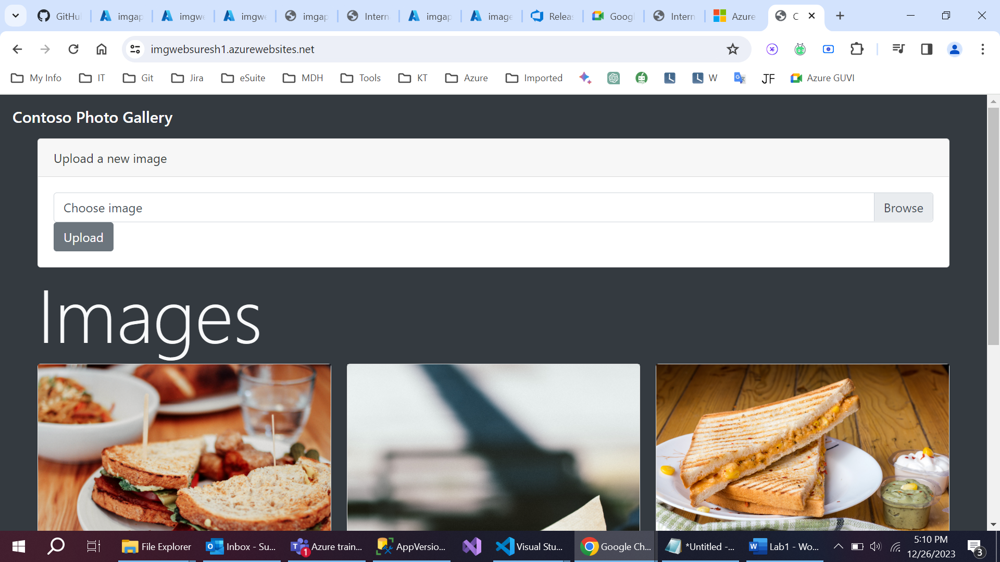 GitHu
imgap
imgwe
imgwe
imgap
Intern
imgap
image
Releas
Googl
Intern
Azure
C
imgwebsuresh1.azurewebsites.net
My Info
IT
Git
Jira
eSuite
MDH
Tools
KT
Azure
Imported
W
JF
Azure GUVI
Contoso Photo Gallery
Upload a new image
Choose image
Browse
Upload
Images
File Explorer
Inbox - Su...
1
Azure train...
AppVersio...
Visual Stu...
Google Ch...
*Untitled -...
Lab1 - Wo...
5:10 PM
12/26/2023
3